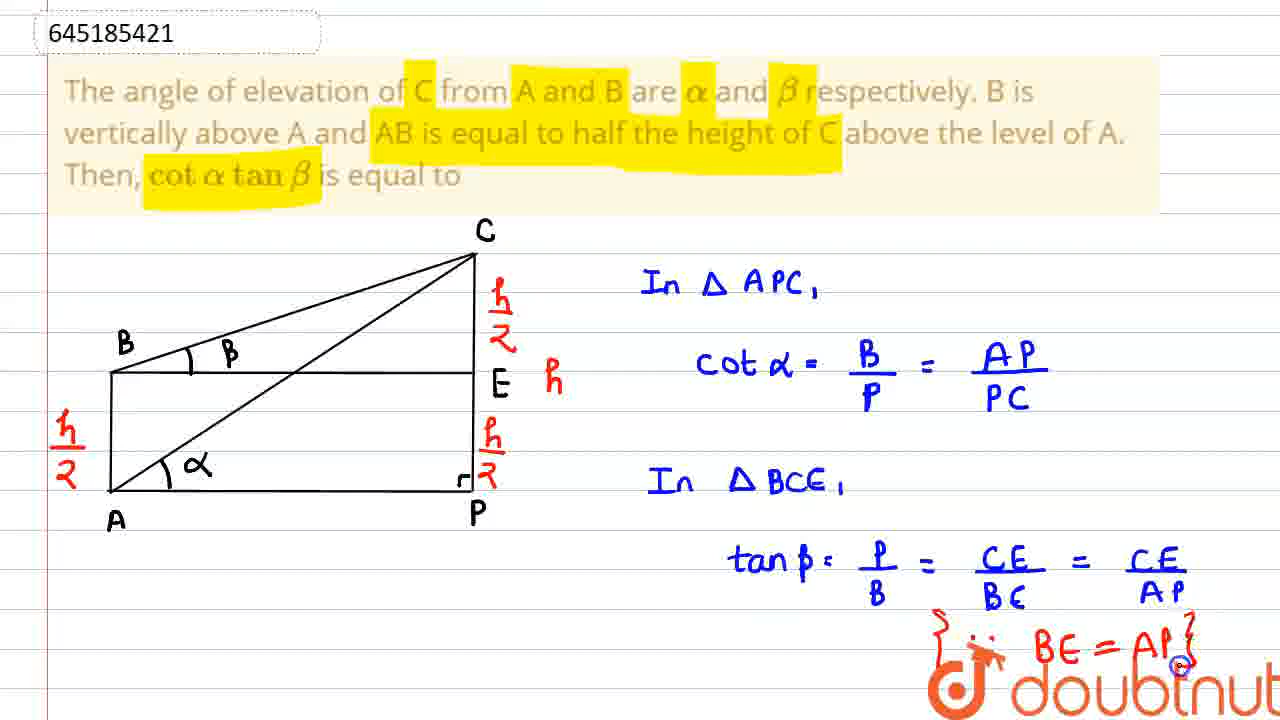 645185421
The angle of elevation of C from A and B are α and β respectively. B is
vertically above A and AB is equal to half the height of C above the level of A.
Then, cot α tan β is equal to
C
h/2
B
β
E
h
h/2
h/2
α
A
P
In Δ APC,
cot α = B/P = AP/PC
In Δ BCE,
tan β = P/B = CE/BE = CE/AP
{∵ BE = AP}
doubtnut